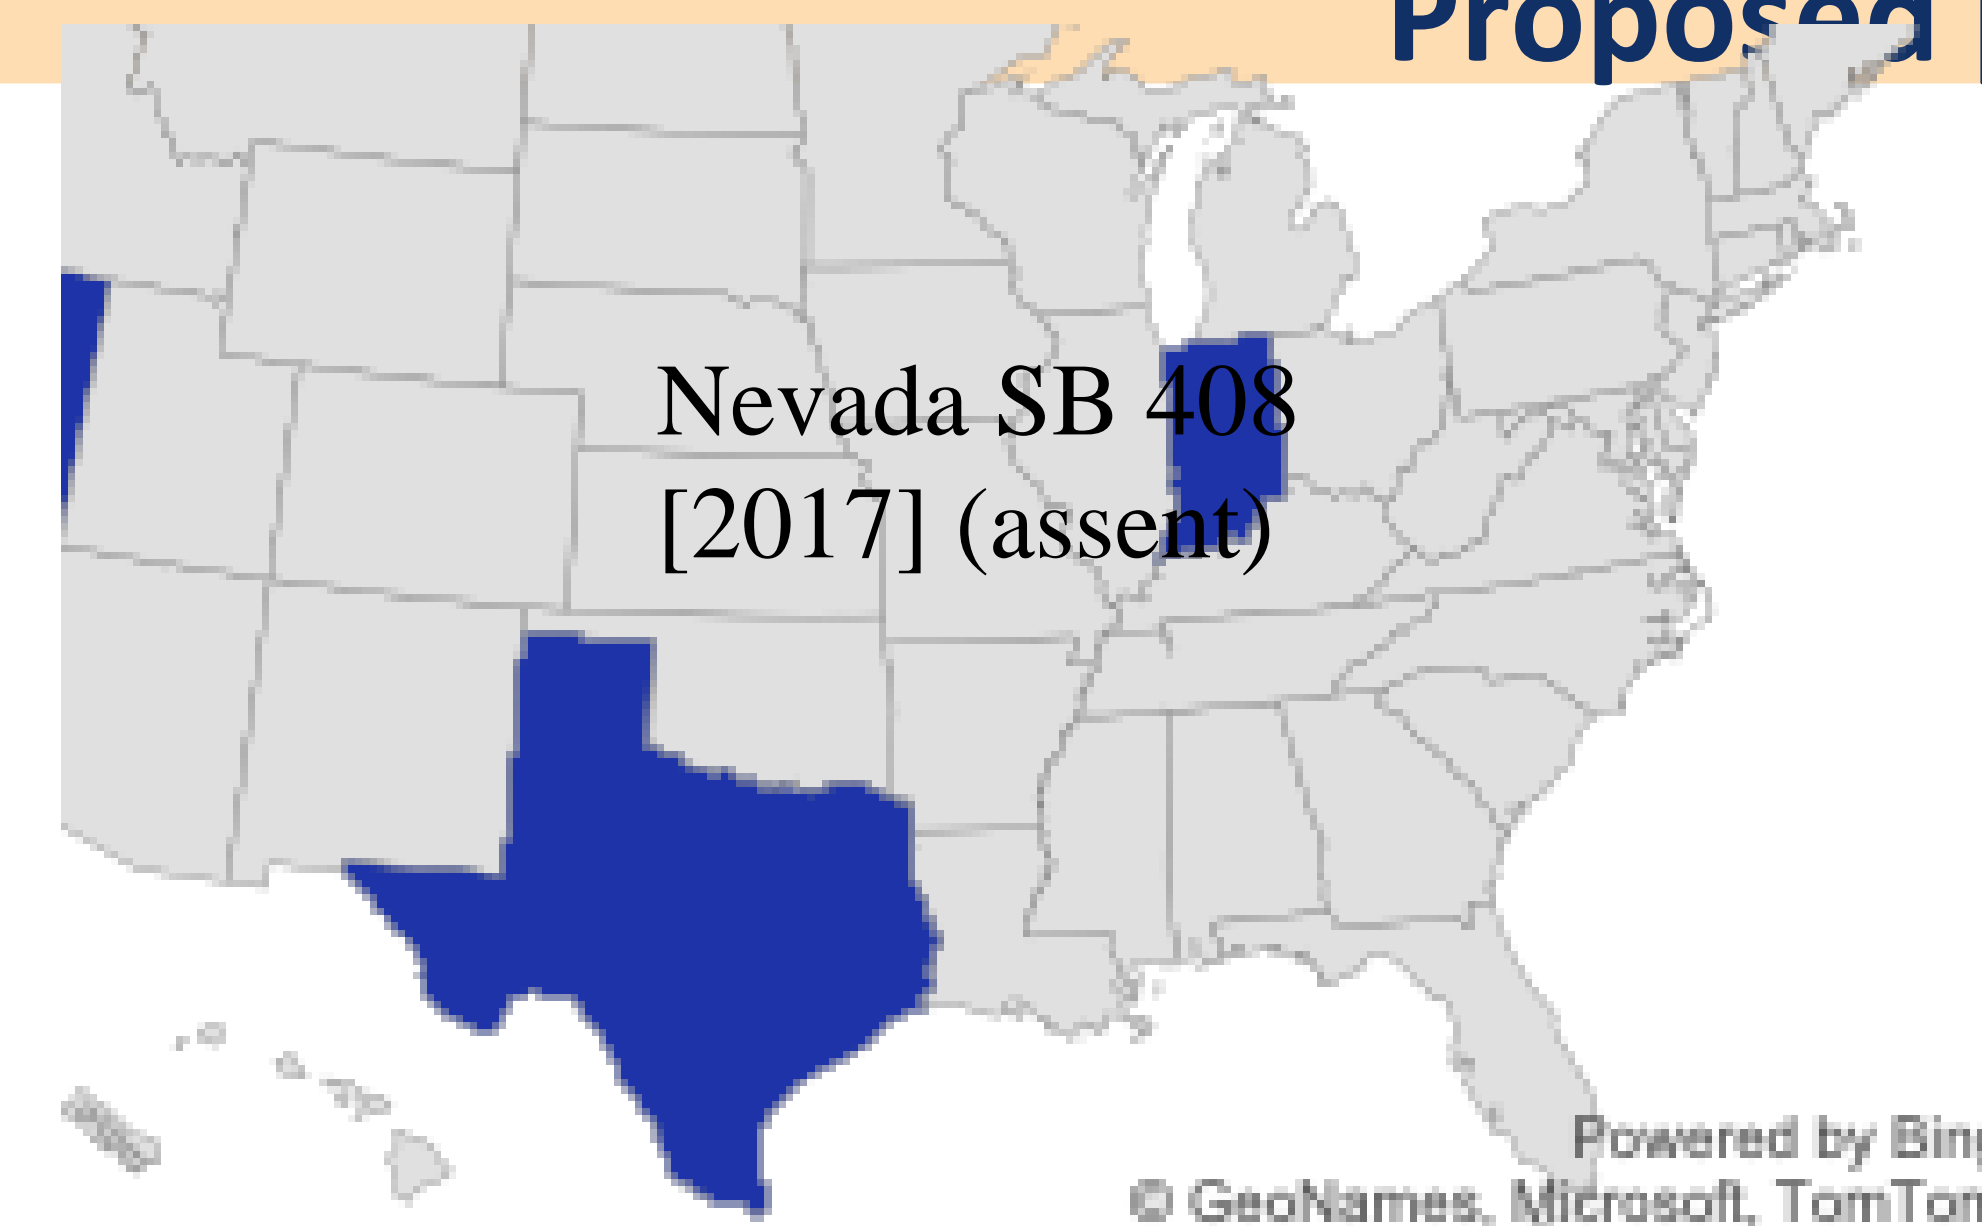 Proposed
Nevada SB 408
[2017] (assent)
Powered by Bing
© GeoNames, Microsoft, TomTom